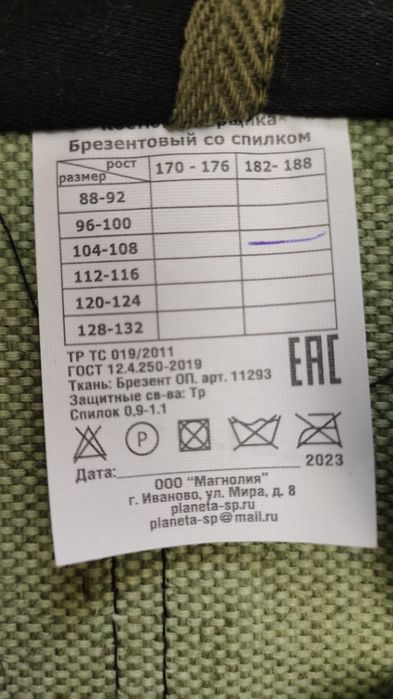 Брезентовый со спилком
рост 170 - 176 182- 188
размер
88-92
96-100
104-108
112-116
120-124
128-132
ТР ТС 019/2011
ГОСТ 12.4.250-2019
Ткань: Брезент ОП. арт. 11293
Защитные св-ва: Тр
Спилок 0,9-1.1
ЕАС
P
Дата: 2023
ООО "Магнолия"
г. Иваново, ул. Мира, д. 8
planeta-sp.ru
planeta-sp@mail.ru